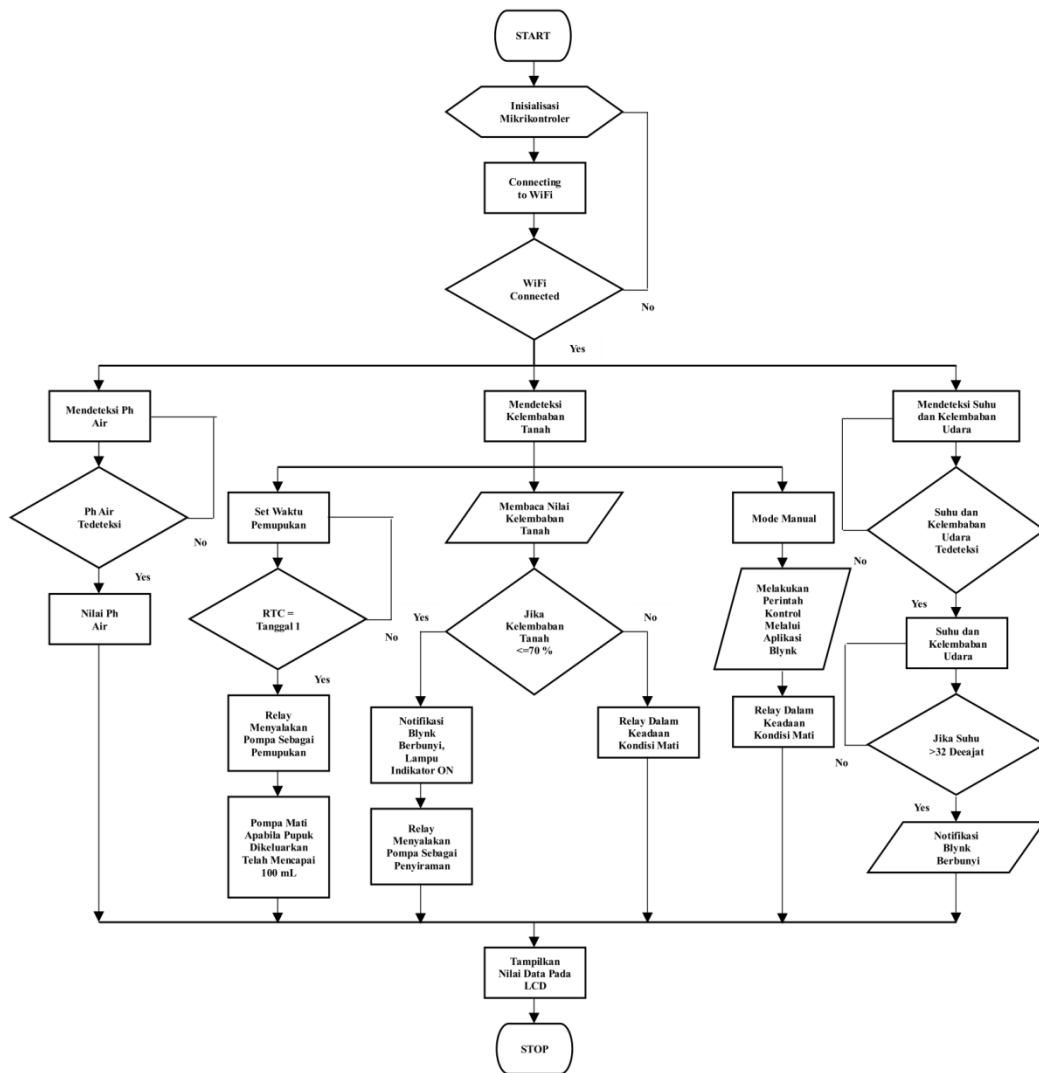 START
Inisialisasi
Mikrikontroler
Connecting
to WiFi
WiFi
Connected
No
Yes
Mendeteksi Ph
Air
Ph Air
Tedeteksi
No
Yes
Nilai Ph
Air
Mendeteksi
Kelembaban
Tanah
Set Waktu
Pemupukan
RTC =
Tanggal 1
No
Yes
Relay
Menyalakan
Pompa Sebagai
Pemupukan
Pompa Mati
Apabila Pupuk
Dikeluarkan
Telah Mencapai
100 mL
Membaca Nilai
Kelembaban
Tanah
Jika
Kelembaban
Tanah
<=70 %
Yes
No
Notifikasi
Blynk
Berbunyi,
Lampu
Indikator ON
Relay
Menyalakan
Pompa Sebagai
Penyiraman
Relay Dalam
Keadaan
Kondisi Mati
Mode Manual
Melakukan
Perintah
Kontrol
Melalui
Aplikasi
Blynk
Relay Dalam
Keadaan
Kondisi Mati
Mendeteksi Suhu
dan Kelembaban
Udara
Suhu dan
Kelembaban
Udara
Tedeteksi
No
Yes
Suhu dan
Kelembaban
Udara
Jika Suhu
>32 Deeajat
No
Yes
Notifikasi
Blynk
Berbunyi
Tampilkan
Nilai Data Pada
LCD
STOP